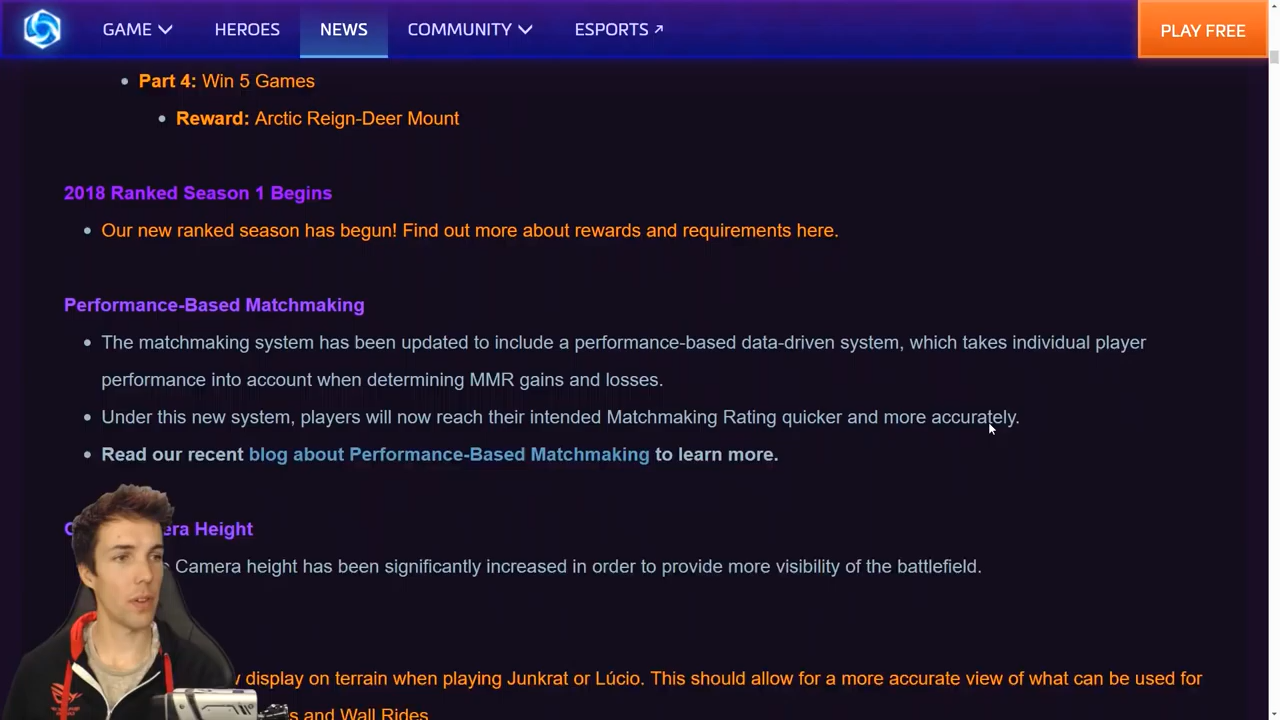 GAME HEROES NEWS COMMUNITY ESPORTS PLAY FREE
Part 4: Win 5 Games
Reward: Arctic Reign-Deer Mount
2018 Ranked Season 1 Begins
Our new ranked season has begun! Find out more about rewards and requirements here.
Performance-Based Matchmaking
The matchmaking system has been updated to include a performance-based data-driven system, which takes individual player
performance into account when determining MMR gains and losses.
Under this new system, players will now reach their intended Matchmaking Rating quicker and more accurately.
Read our recent blog about Performance-Based Matchmaking to learn more.
Height
Camera height has been significantly increased in order to provide more visibility of the battlefield.
display on terrain when playing Junkrat or Lúcio. This should allow for a more accurate view of what can be used for
and Wall Rides.